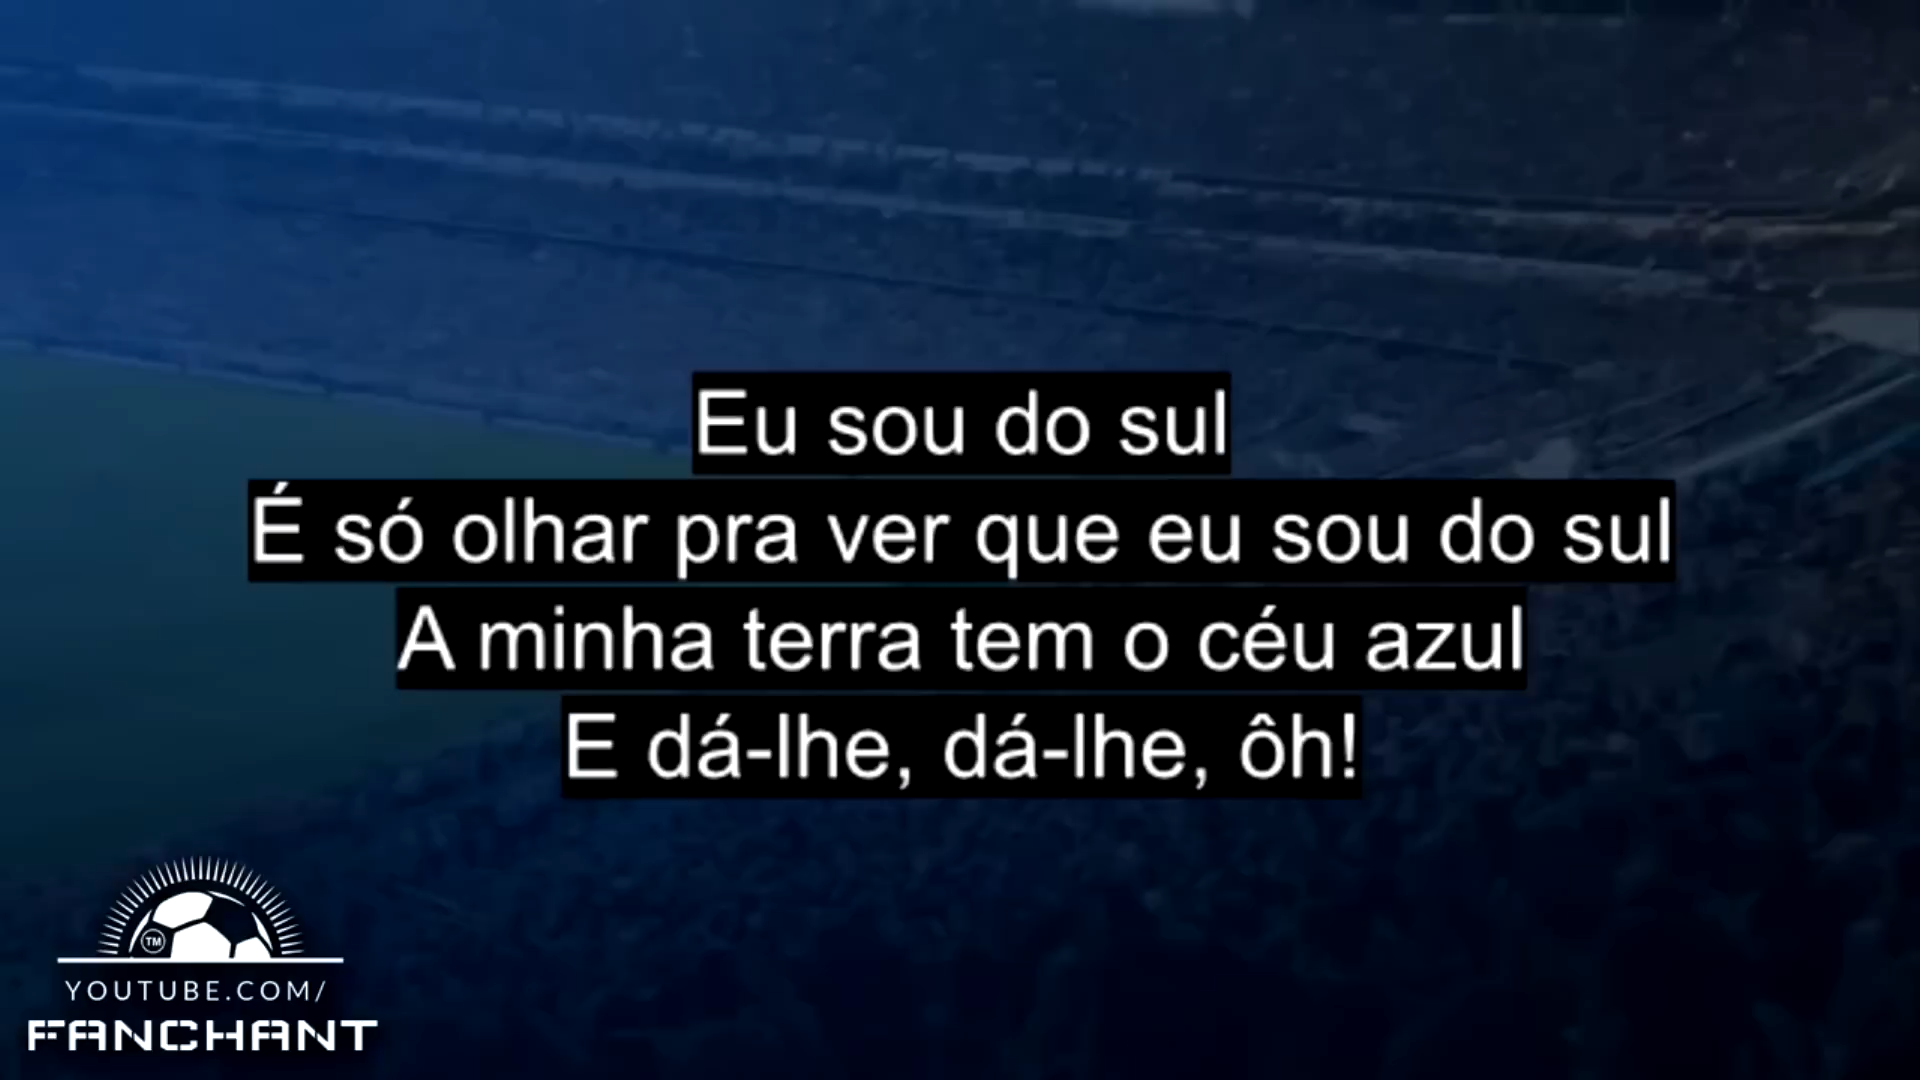 Eu sou do sul
É só olhar pra ver que eu sou do sul
A minha terra tem o céu azul
E dá-lhe, dá-lhe, ôh!
TM
YOUTUBE.COM/
FANCHANT